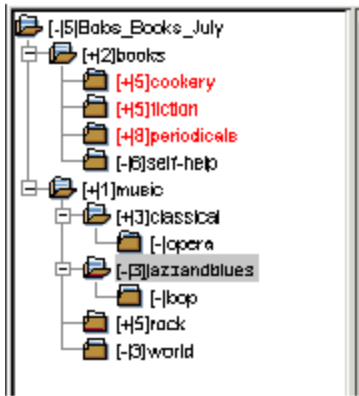 [-|5]Babs_Books_July
[+|2]books
[+|5]cookery
[+|5]fiction
[+|8]periodicals
[-|6]self-help
[+|1]music
[+|3]classical
[-]opera
[-|3]jazzandblues
[-]bop
[+|5]rock
[-|3]world